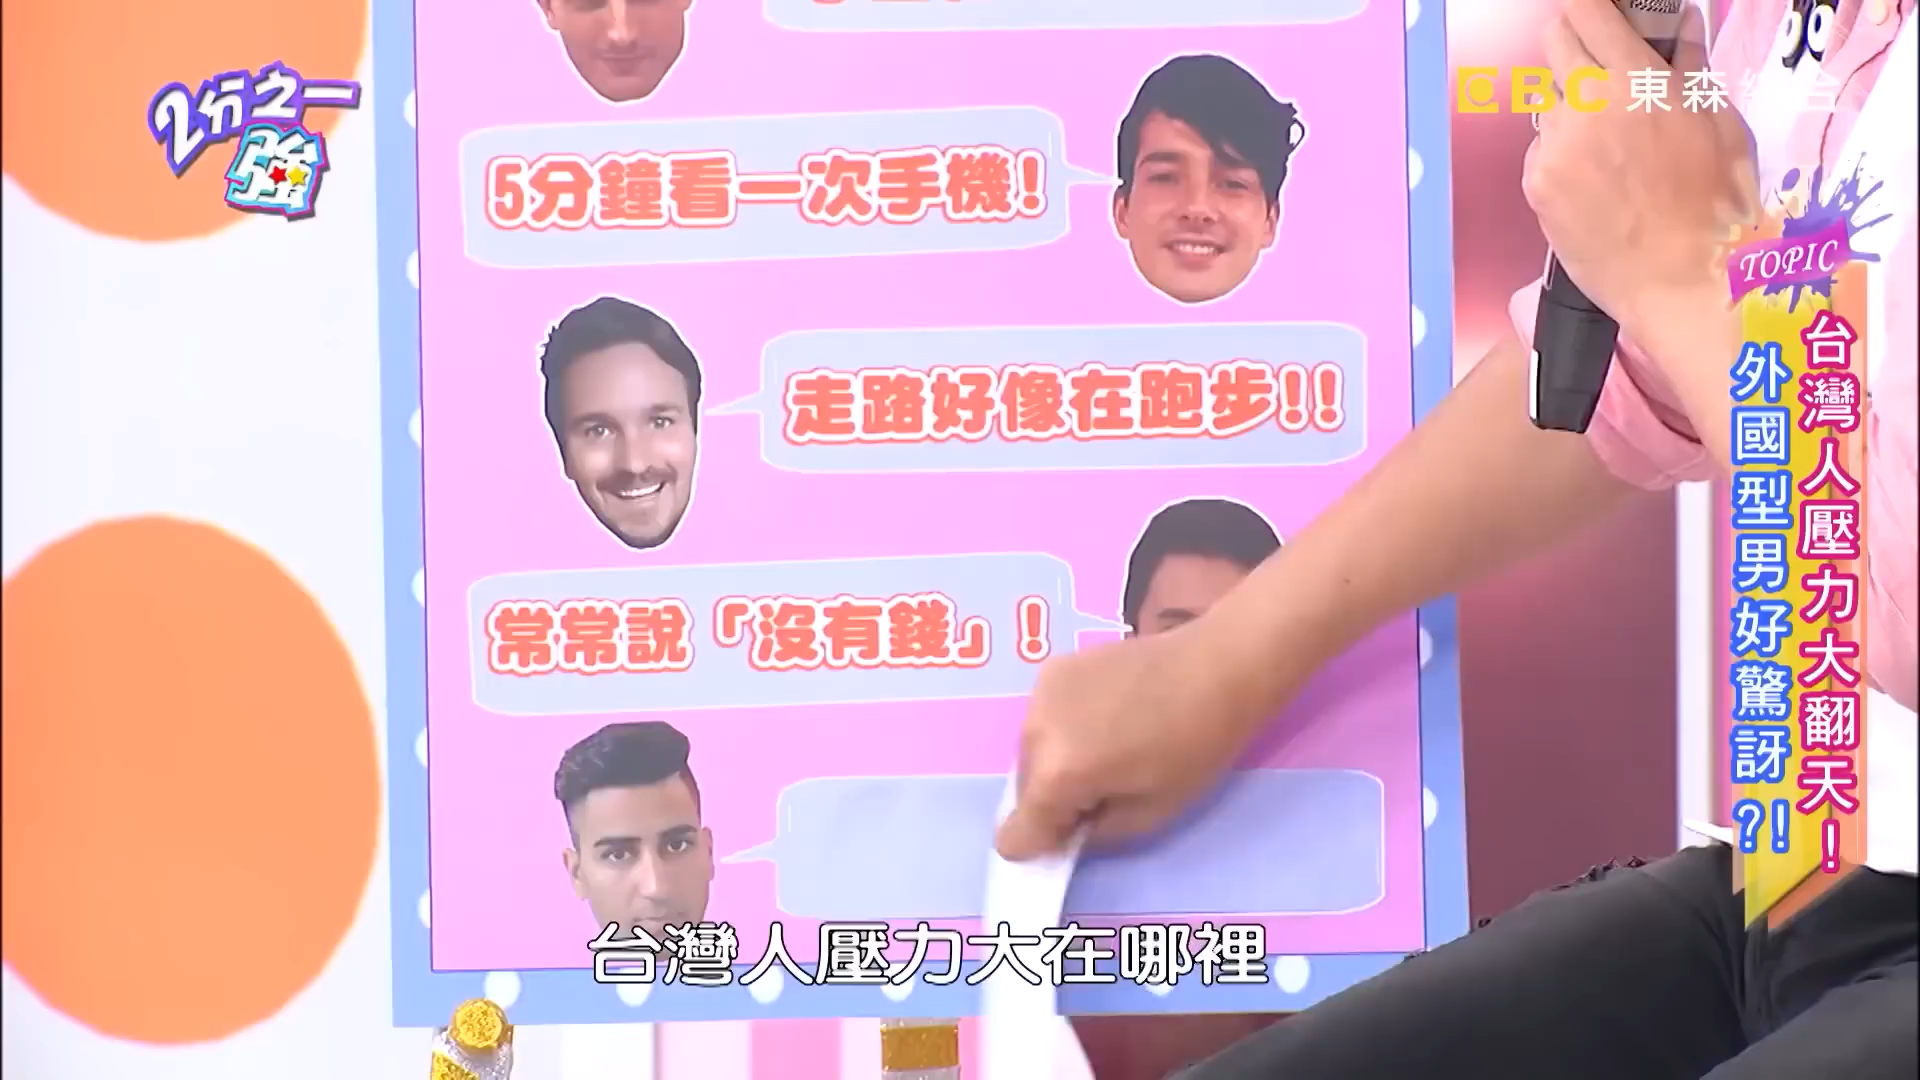 2分之一
強
EBC 東森綜合
5分鐘看一次手機!
走路好像在跑步!!
常常說「沒有錢」!
TOPIC
台灣人壓力大翻天!
外國型男好驚訝?!
台灣人壓力大在哪裡